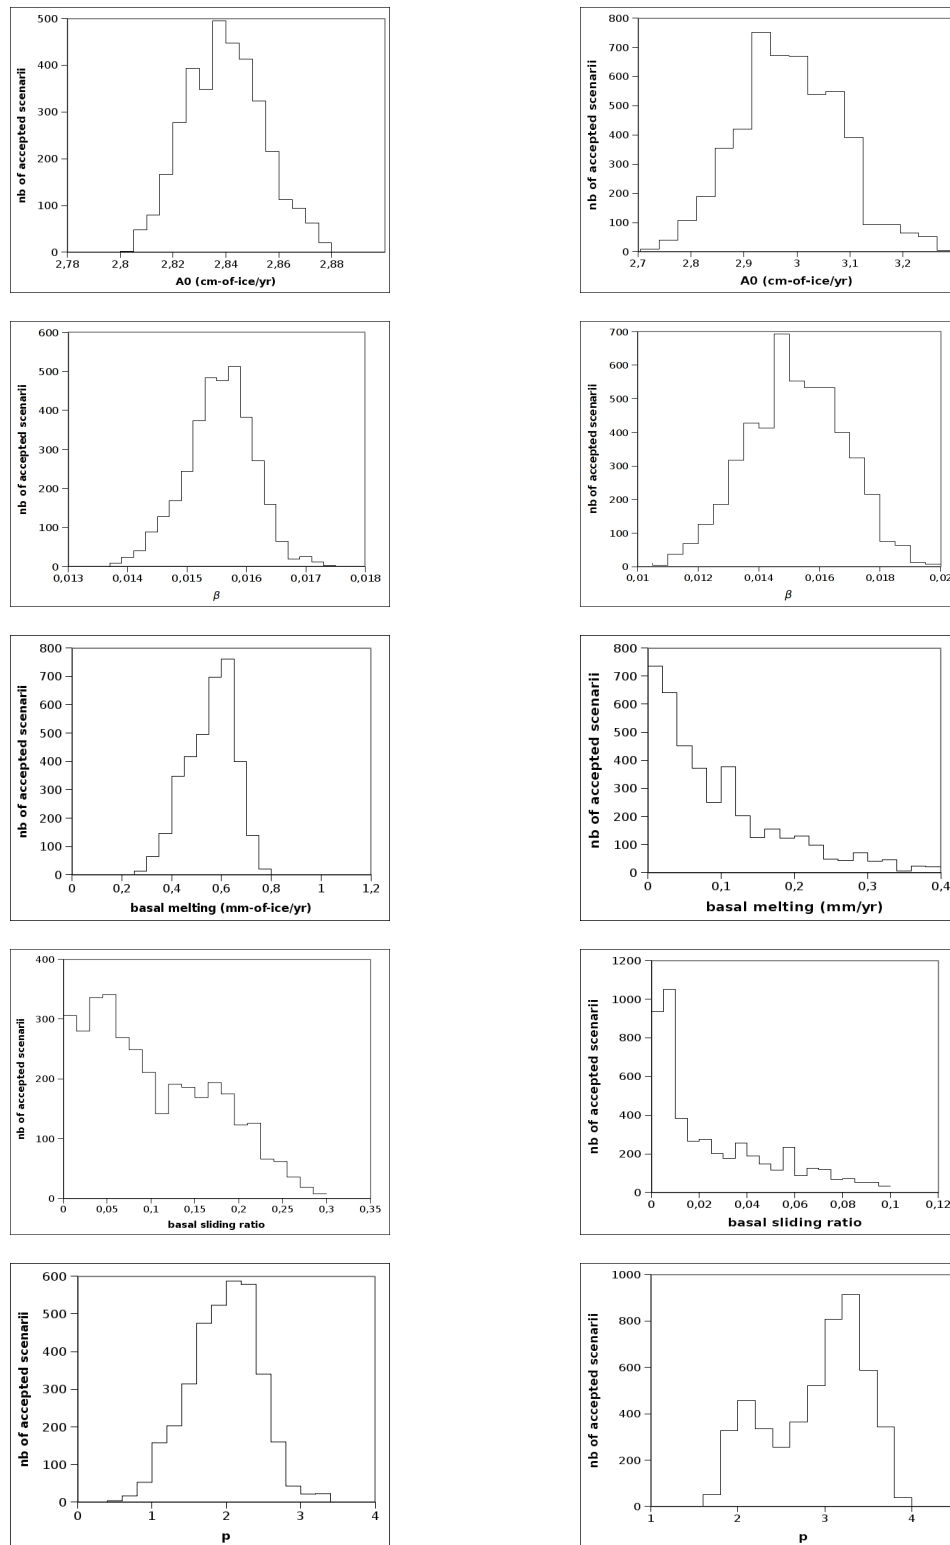 500
400
300
200
100
0
nb of accepted scenarii
2,78 2,8 2,82 2,84 2,86 2,88
A0 (cm-of-ice/yr)
800
700
600
500
400
300
200
100
0
nb of accepted scenarii
2,7 2,8 2,9 3 3,1 3,2
A0 (cm-of-ice/yr)
600
500
400
300
200
100
0
nb of accepted scenarii
0,013 0,014 0,015 0,016 0,017 0,018
β
700
600
500
400
300
200
100
0
nb of accepted scenarii
0,01 0,012 0,014 0,016 0,018 0,02
β
800
700
600
500
400
300
200
100
0
nb of accepted scenarii
0 0,2 0,4 0,6 0,8 1 1,2
basal melting (mm-of-ice/yr)
800
700
600
500
400
300
200
100
0
nb of accepted scenarii
0 0,1 0,2 0,3 0,4
basal melting (mm/yr)
400
300
200
100
0
nb of accepted scenarii
0 0,05 0,1 0,15 0,2 0,25 0,3 0,35
basal sliding ratio
1200
1000
800
600
400
200
0
nb of accepted scenarii
0 0,02 0,04 0,06 0,08 0,1 0,12
basal sliding ratio
600
500
400
300
200
100
0
nb of accepted scenarii
0 1 2 3 4
p
1000
800
600
400
200
0
nb of accepted scenarii
1 2 3 4
p